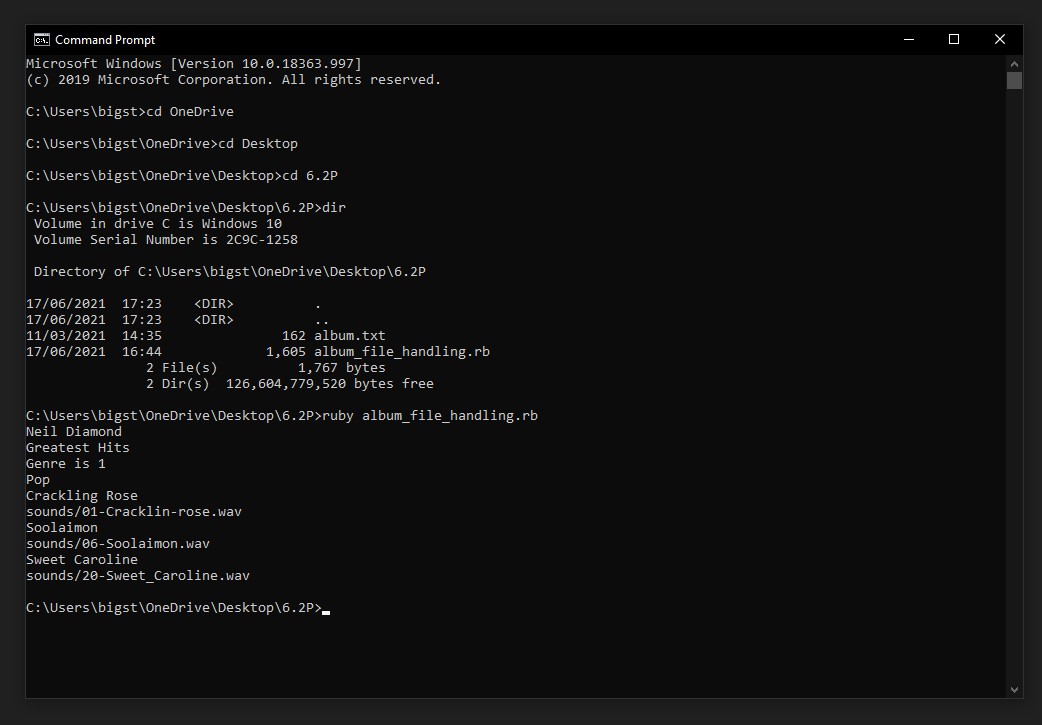 Command Prompt
Microsoft Windows [Version 10.0.18363.997]
(c) 2019 Microsoft Corporation. All rights reserved.
C:\Users\bigst>cd OneDrive
C:\Users\bigst\OneDrive>cd Desktop
C:\Users\bigst\OneDrive\Desktop>cd 6.2P
C:\Users\bigst\OneDrive\Desktop\6.2P>dir
 Volume in drive C is Windows 10
 Volume Serial Number is 2C9C-1258
 Directory of C:\Users\bigst\OneDrive\Desktop\6.2P
17/06/2021  17:23    <DIR>          .
17/06/2021  17:23    <DIR>          ..
11/03/2021  14:35               162 album.txt
17/06/2021  16:44             1,605 album_file_handling.rb
               2 File(s)          1,767 bytes
               2 Dir(s)  126,604,779,520 bytes free
C:\Users\bigst\OneDrive\Desktop\6.2P>ruby album_file_handling.rb
Neil Diamond
Greatest Hits
Genre is 1
Pop
Crackling Rose
sounds/01-Cracklin-rose.wav
Soolaimon
sounds/06-Soolaimon.wav
Sweet Caroline
sounds/20-Sweet_Caroline.wav
C:\Users\bigst\OneDrive\Desktop\6.2P>